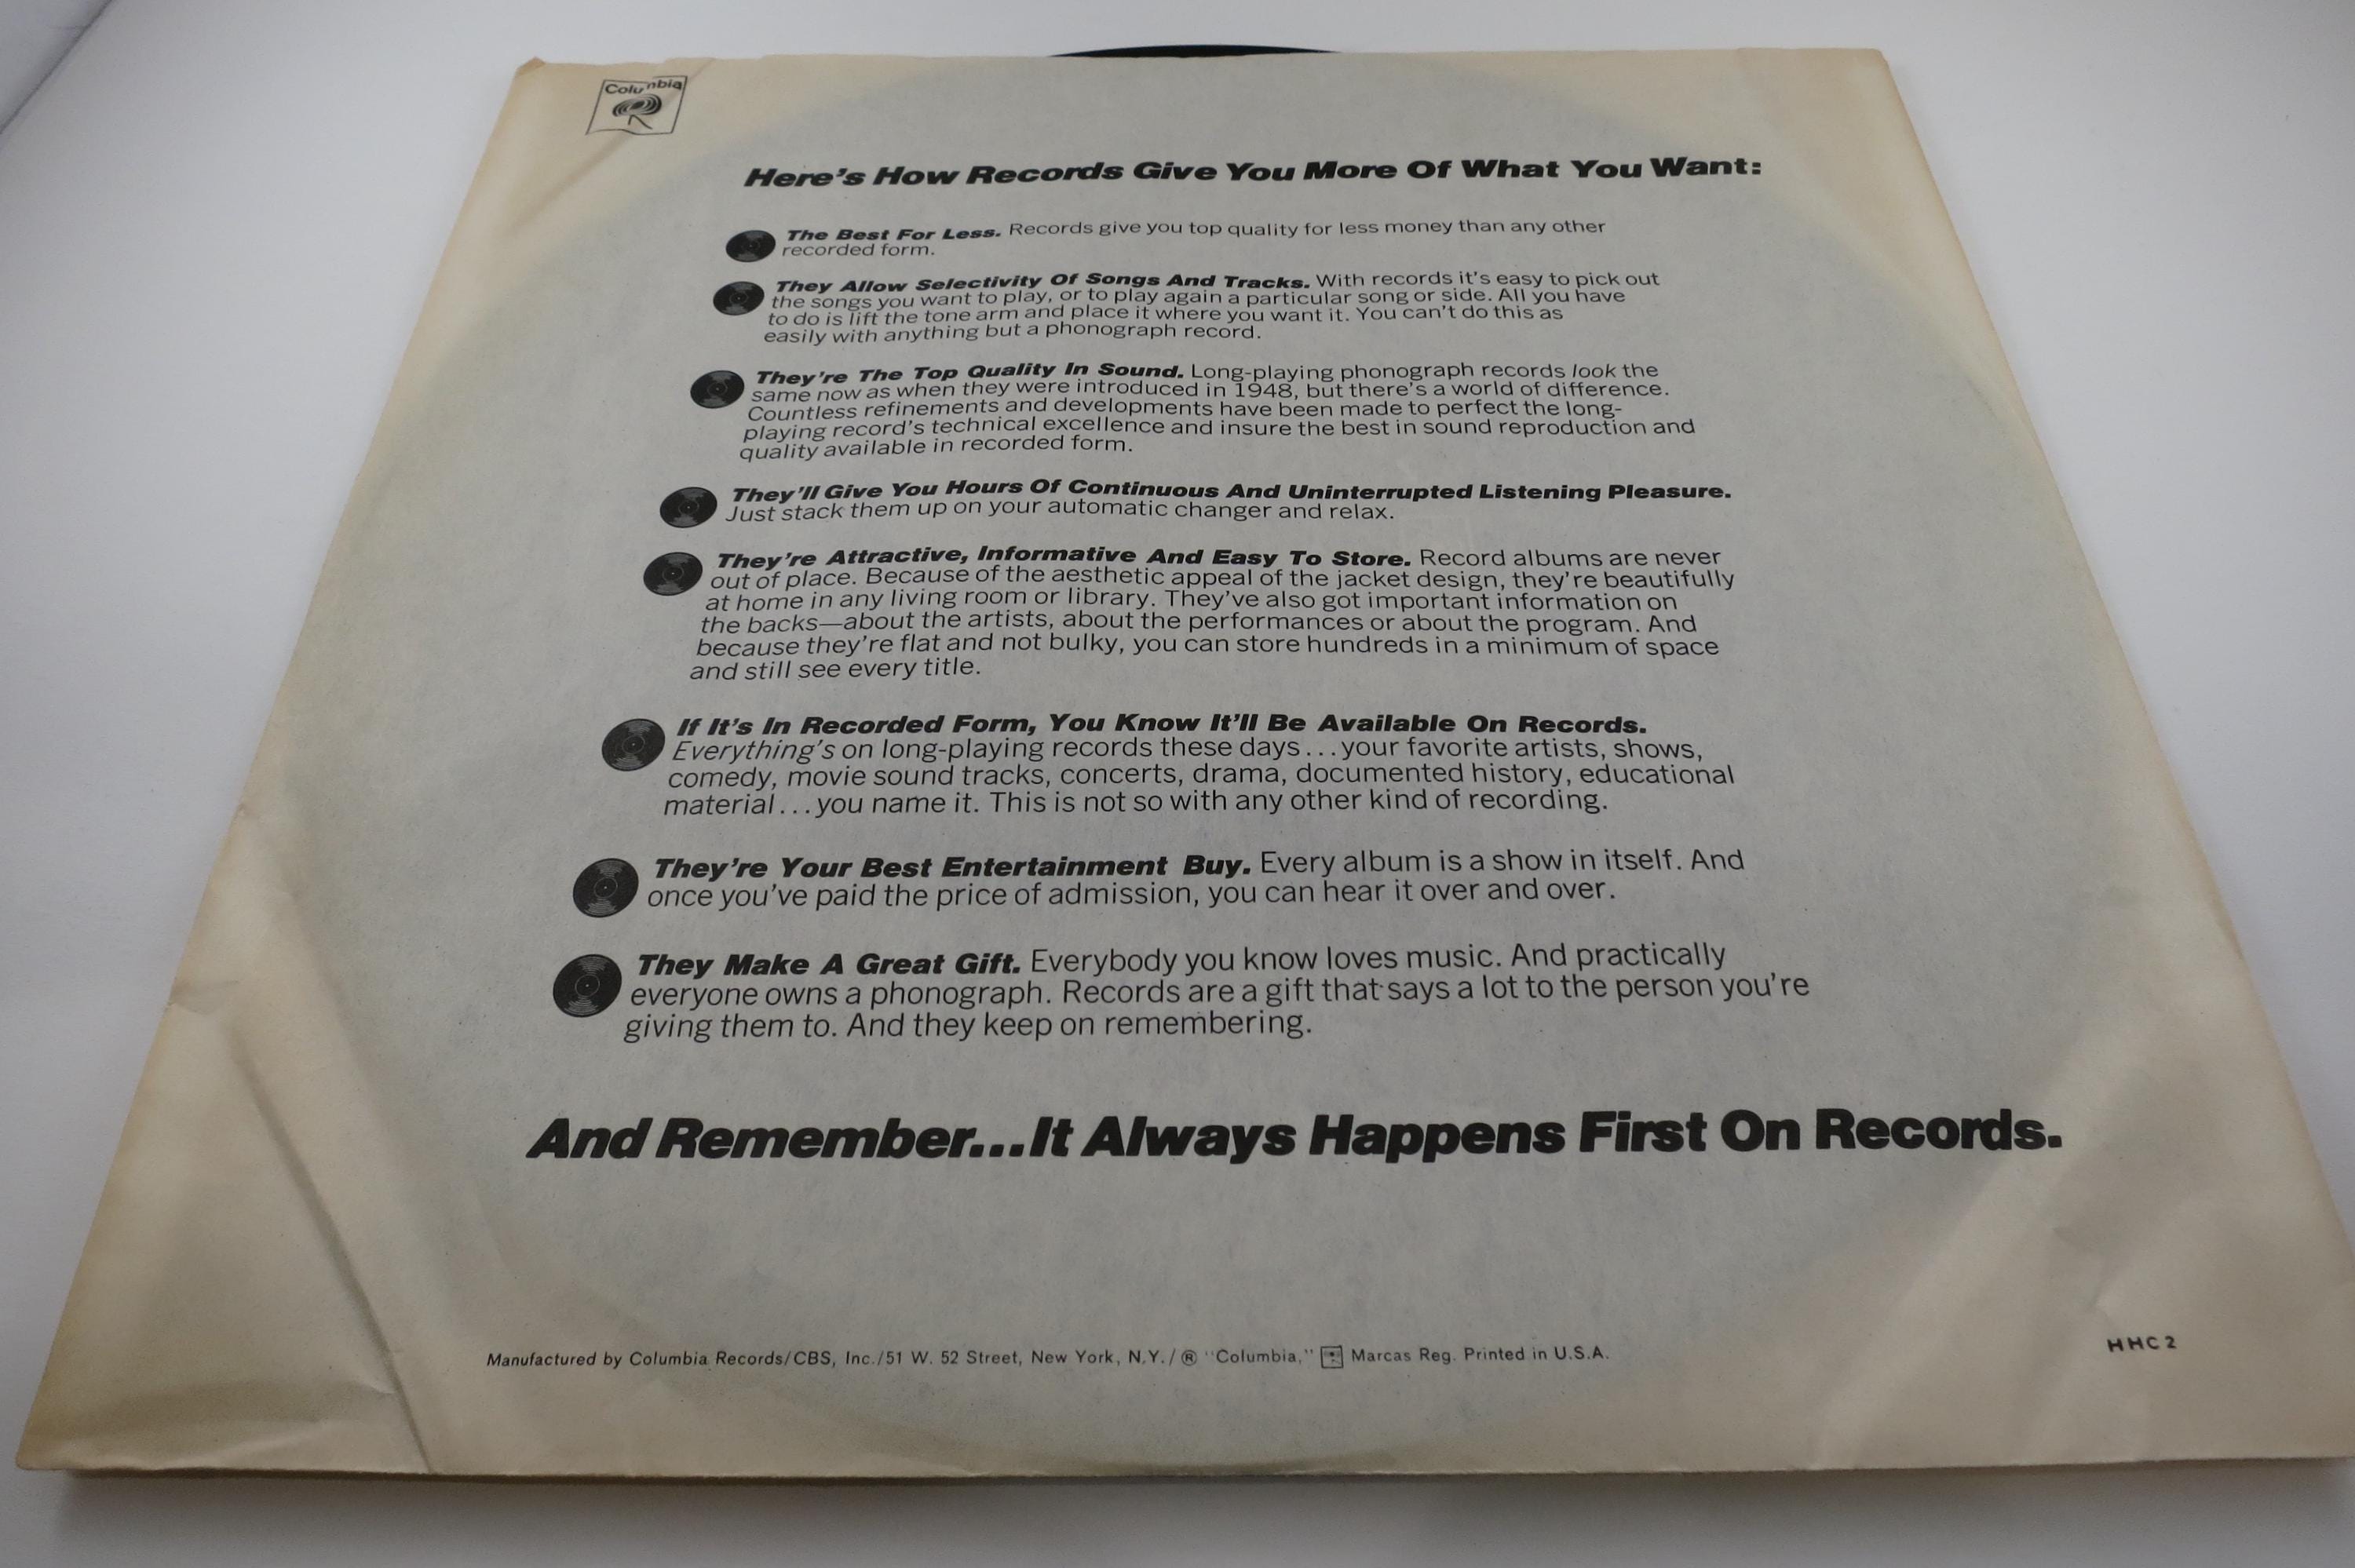 Columbia
Here's How Records Give You More Of What You Want:
The Best For Less. Records give you top quality for less money than any other
recorded form.
They Allow Selectivity Of Songs And Tracks. With records it's easy to pick out
the songs you want to play, or to play again a particular song or side. All you have
to do is lift the tone arm and place it where you want it. You can't do this as
easily with anything but a phonograph record.
They're The Top Quality In Sound. Long-playing phonograph records look the
same now as when they were introduced in 1948, but there's a world of difference.
Countless refinements and developments have been made to perfect the long-
playing record's technical excellence and insure the best in sound reproduction and
quality available in recorded form.
They'll Give You Hours Of Continuous And Uninterrupted Listening Pleasure.
Just stack them up on your automatic changer and relax.
They're Attractive, Informative And Easy To Store. Record albums are never
out of place. Because of the aesthetic appeal of the jacket design, they're beautifully
at home in any living room or library. They've also got important information on
the backs—about the artists, about the performances or about the program. And
because they're flat and not bulky, you can store hundreds in a minimum of space
and still see every title.
If It's In Recorded Form, You Know It'll Be Available On Records.
Everything's on long-playing records these days...your favorite artists, shows,
comedy, movie sound tracks, concerts, drama, documented history, educational
material...you name it. This is not so with any other kind of recording.
They're Your Best Entertainment Buy. Every album is a show in itself. And
once you've paid the price of admission, you can hear it over and over.
They Make A Great Gift. Everybody you know loves music. And practically
everyone owns a phonograph. Records are a gift that says a lot to the person you're
giving them to. And they keep on remembering.
And Remember...It Always Happens First On Records.
Manufactured by Columbia Records/CBS, Inc./51 W. 52 Street, New York, N.Y./ ® "Columbia," Marcas Reg. Printed in U.S.A.
HHC2